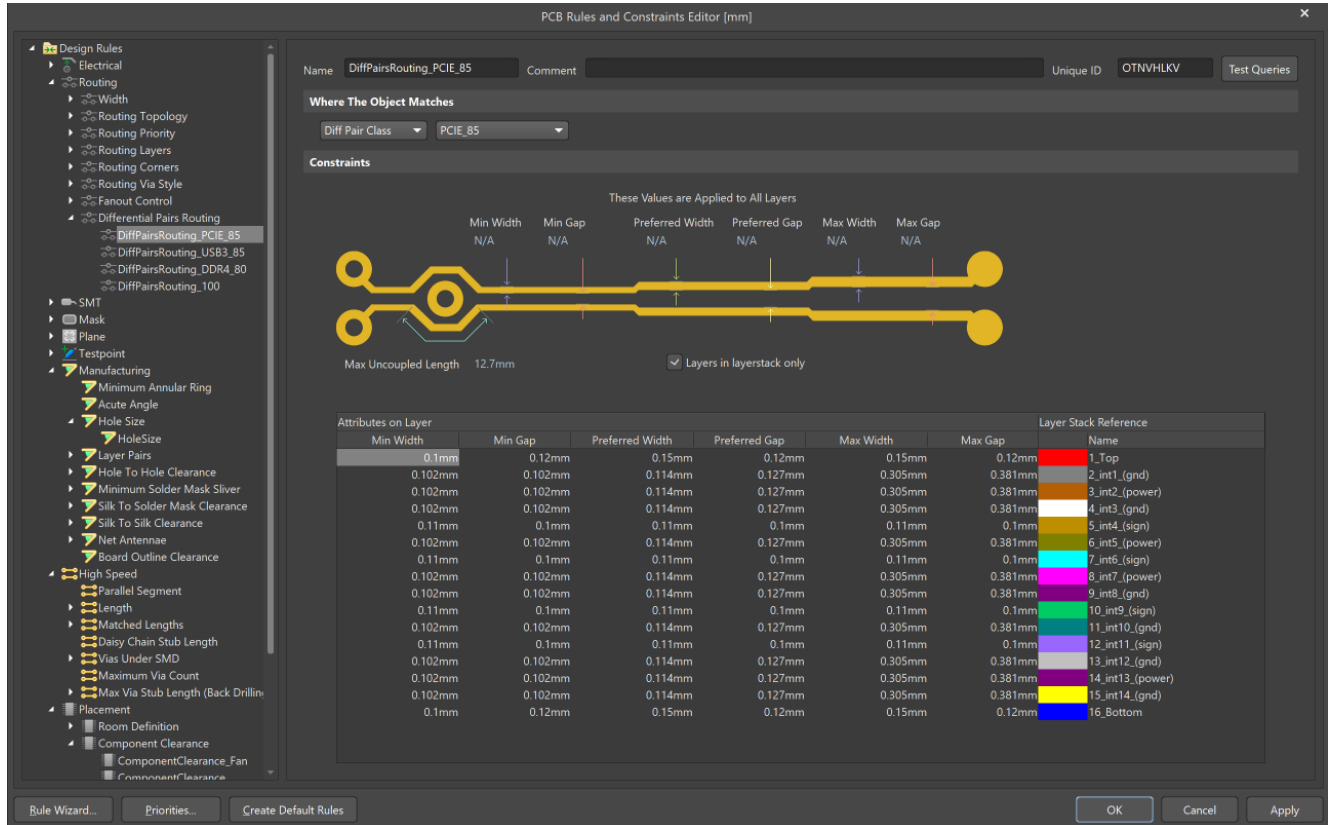 PCB Rules and Constraints Editor [mm]
Design Rules
Electrical
Routing
Width
Routing Topology
Routing Priority
Routing Layers
Routing Corners
Routing Via Style
Fanout Control
Differential Pairs Routing
DiffPairsRouting_PCIE_85
DiffPairsRouting_USB3_85
DiffPairsRouting_DDR4_80
DiffPairsRouting_100
SMT
Mask
Plane
Testpoint
Manufacturing
Minimum Annular Ring
Acute Angle
Hole Size
HoleSize
Layer Pairs
Hole To Hole Clearance
Minimum Solder Mask Sliver
Silk To Solder Mask Clearance
Silk To Silk Clearance
Net Antennae
Board Outline Clearance
High Speed
Parallel Segment
Length
Matched Lengths
Daisy Chain Stub Length
Vias Under SMD
Maximum Via Count
Max Via Stub Length (Back Drilling
Placement
Room Definition
Component Clearance
ComponentClearance_Fan
ComponentClearance
Name DiffPairsRouting_PCIE_85 Comment Unique ID OTNVHLKV Test Queries
Where The Object Matches
Diff Pair Class PCIE_85
Constraints
These Values are Applied to All Layers
Min Width Min Gap Preferred Width Preferred Gap Max Width Max Gap
N/A N/A N/A N/A N/A N/A
Max Uncoupled Length 12.7mm Layers in layerstack only
Attributes on Layer Layer Stack Reference
Min Width Min Gap Preferred Width Preferred Gap Max Width Max Gap Name
0.1mm 0.12mm 0.15mm 0.12mm 0.15mm 0.12mm 1_Top
0.102mm 0.102mm 0.114mm 0.127mm 0.305mm 0.381mm 2_int1_(gnd)
0.102mm 0.102mm 0.114mm 0.127mm 0.305mm 0.381mm 3_int2_(power)
0.102mm 0.102mm 0.114mm 0.127mm 0.305mm 0.381mm 4_int3_(gnd)
0.11mm 0.1mm 0.11mm 0.1mm 0.11mm 0.1mm 5_int4_(sign)
0.102mm 0.102mm 0.114mm 0.127mm 0.305mm 0.381mm 6_int5_(power)
0.11mm 0.1mm 0.11mm 0.1mm 0.11mm 0.1mm 7_int6_(sign)
0.102mm 0.102mm 0.114mm 0.127mm 0.305mm 0.381mm 8_int7_(power)
0.102mm 0.102mm 0.114mm 0.127mm 0.305mm 0.381mm 9_int8_(gnd)
0.11mm 0.1mm 0.11mm 0.1mm 0.11mm 0.1mm 10_int9_(sign)
0.102mm 0.102mm 0.114mm 0.127mm 0.305mm 0.381mm 11_int10_(gnd)
0.11mm 0.1mm 0.11mm 0.1mm 0.11mm 0.1mm 12_int11_(sign)
0.102mm 0.102mm 0.114mm 0.127mm 0.305mm 0.381mm 13_int12_(gnd)
0.102mm 0.102mm 0.114mm 0.127mm 0.305mm 0.381mm 14_int13_(power)
0.102mm 0.102mm 0.114mm 0.127mm 0.305mm 0.381mm 15_int14_(gnd)
0.1mm 0.12mm 0.15mm 0.12mm 0.15mm 0.12mm 16_Bottom
Rule Wizard... Priorities... Create Default Rules OK Cancel Apply